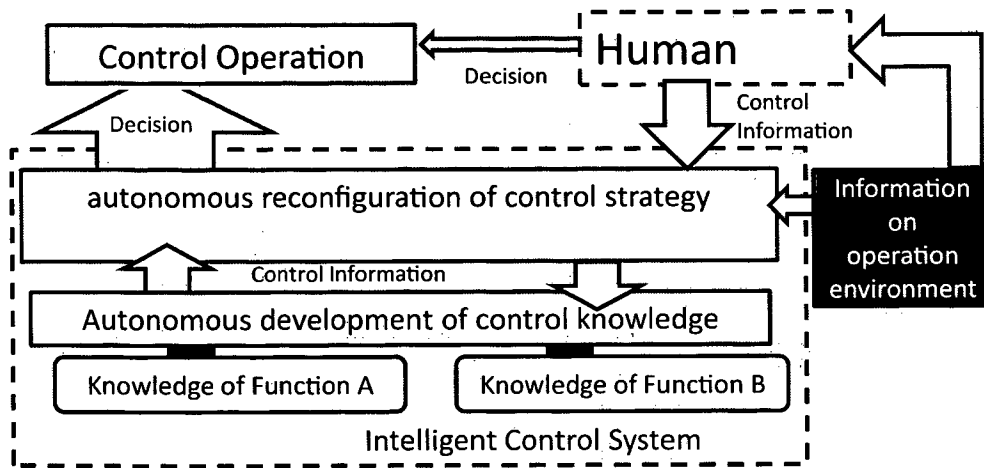 Control Operation
Human
Decision
Decision
Control
Information
autonomous reconfiguration of control strategy
Information
on
operation
environment
Control Information
Autonomous development of control knowledge
Knowledge of Function A
Knowledge of Function B
Intelligent Control System